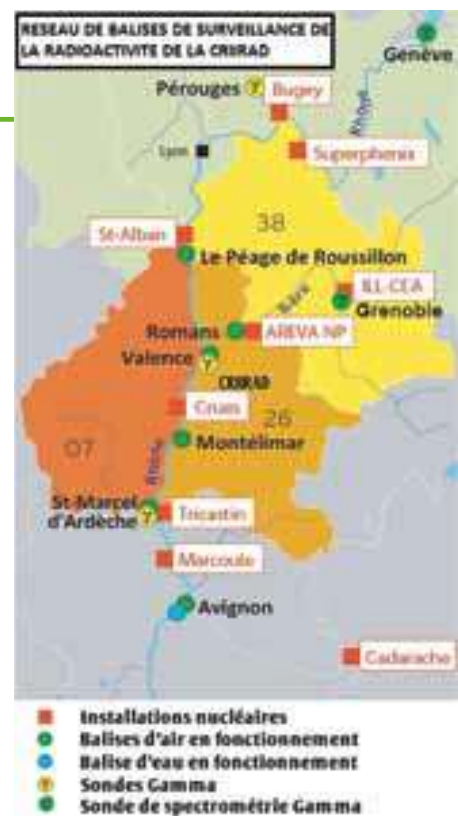 RESEAU DE BALISES DE SURVEILLANCE DE
LA RADIOACTIVITE DE LA CRIIRAD
Genève
Pérouges
?
Bugey
Rhône
Lyon
Superphenix
38
St-Alban
Le Péage de Roussillon
Isère
ILL-CEA
Grenoble
Romans
AREVA NP
Valence
?
CRIIRAD
Cruas
26
07
Montélimar
Rhône
St-Marcel
d'Ardèche
?
Tricastin
Marcoule
Avignon
Cadarache
Installations nucléaires
Balises d'air en fonctionnement
Balise d'eau en fonctionnement
? Sondes Gamma
Sonde de spectrométrie Gamma